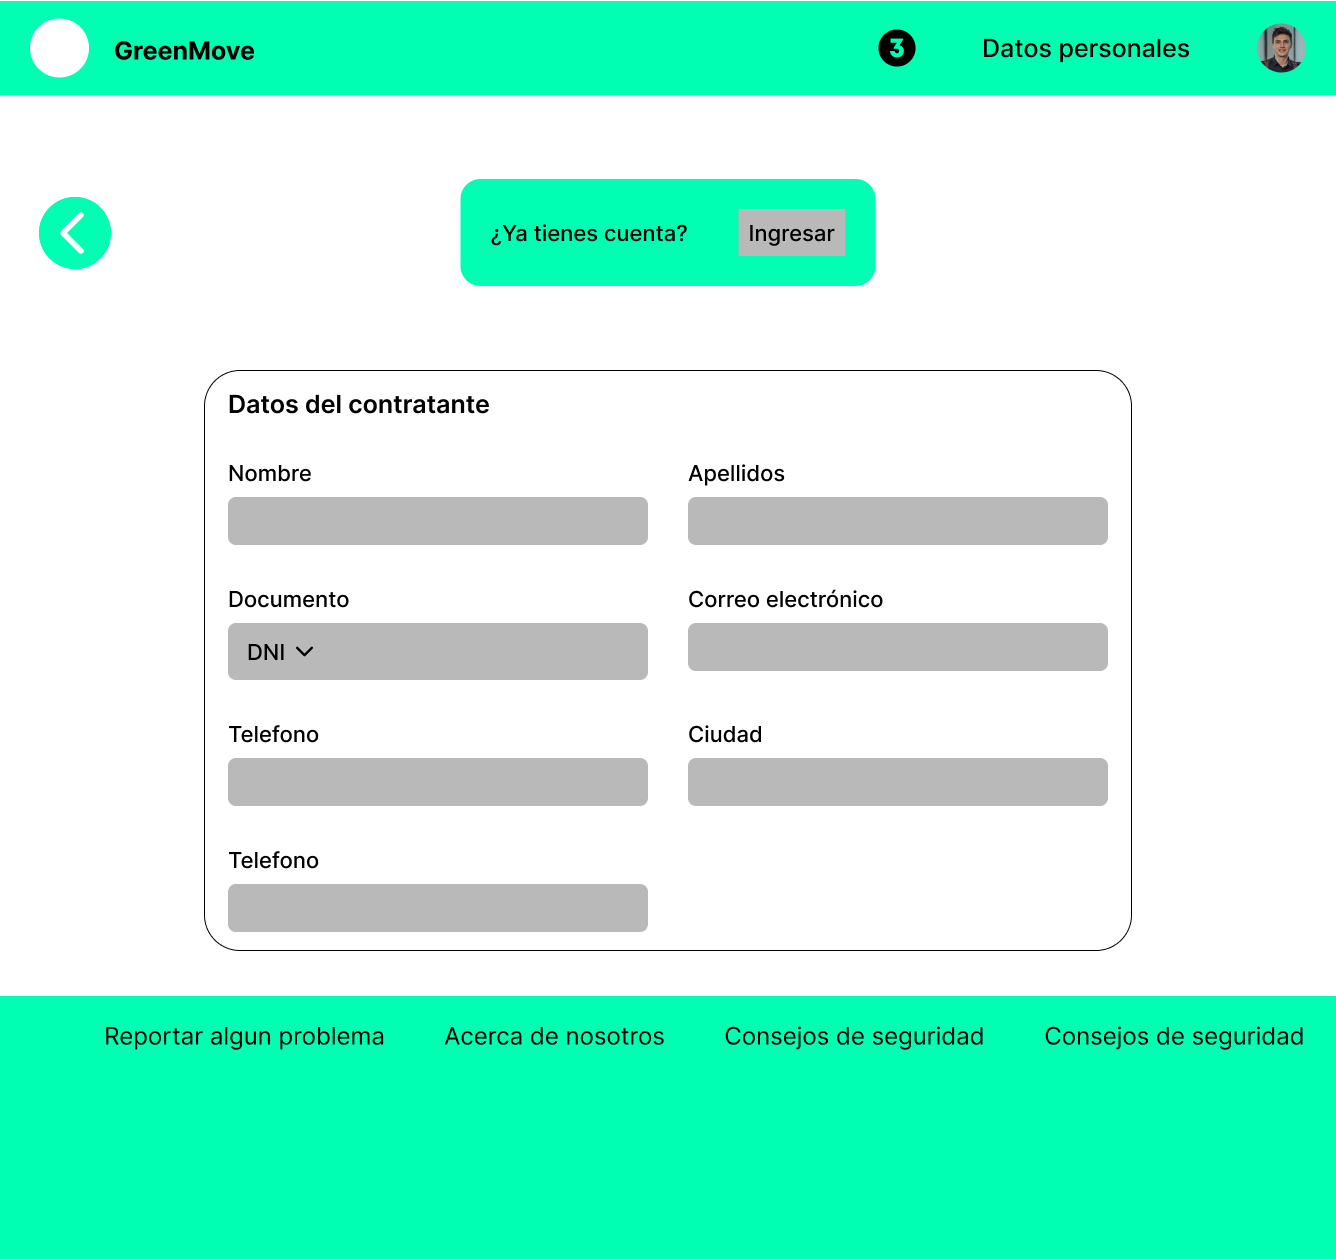 GreenMove
3
Datos personales
¿Ya tienes cuenta?
Ingresar
Datos del contratante
Nombre
Apellidos
Documento
Correo electrónico
DNI
Telefono
Ciudad
Telefono
Reportar algun problema
Acerca de nosotros
Consejos de seguridad
Consejos de seguridad